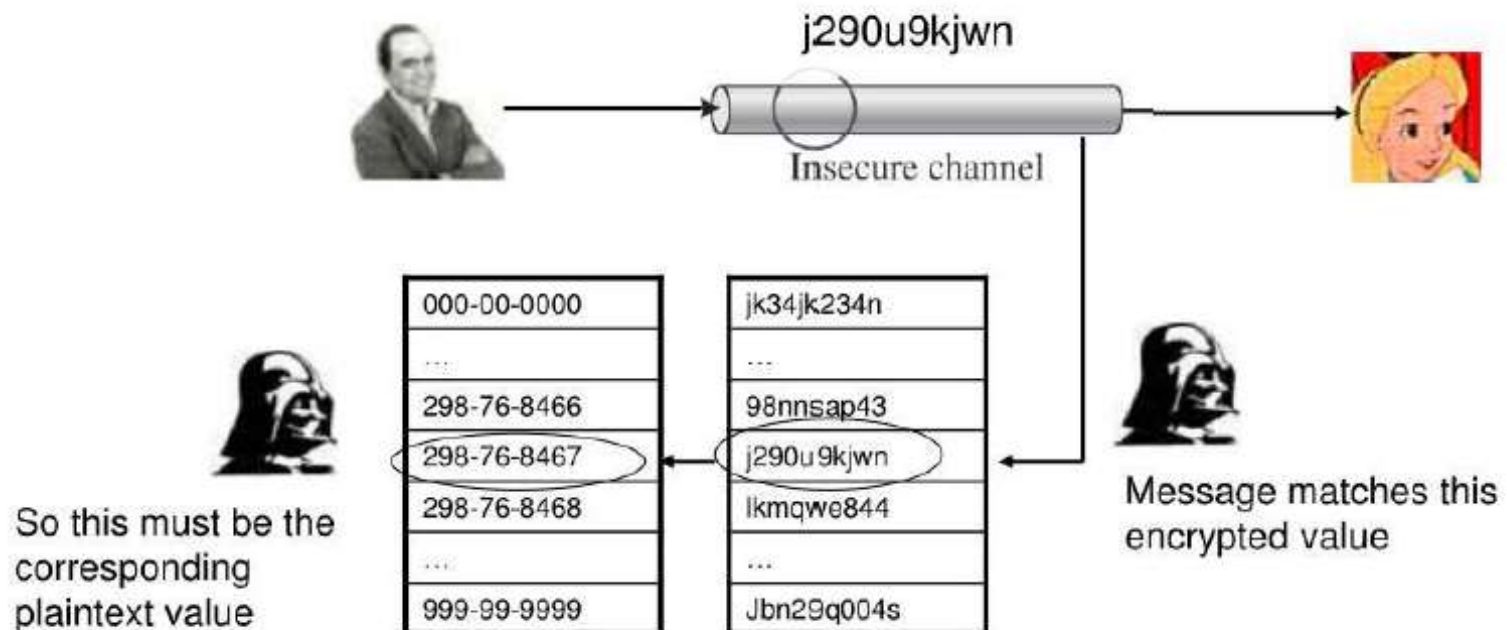 j290u9kjwn
Insecure channel
000-00-0000
jk34jk234n
...
...
298-76-8466
98nnsap43
298-76-8467
j290u9kjwn
298-76-8468
lkmqwe844
...
...
999-99-9999
Jbn29q004s
So this must be the
corresponding
plaintext value
Message matches this
encrypted value